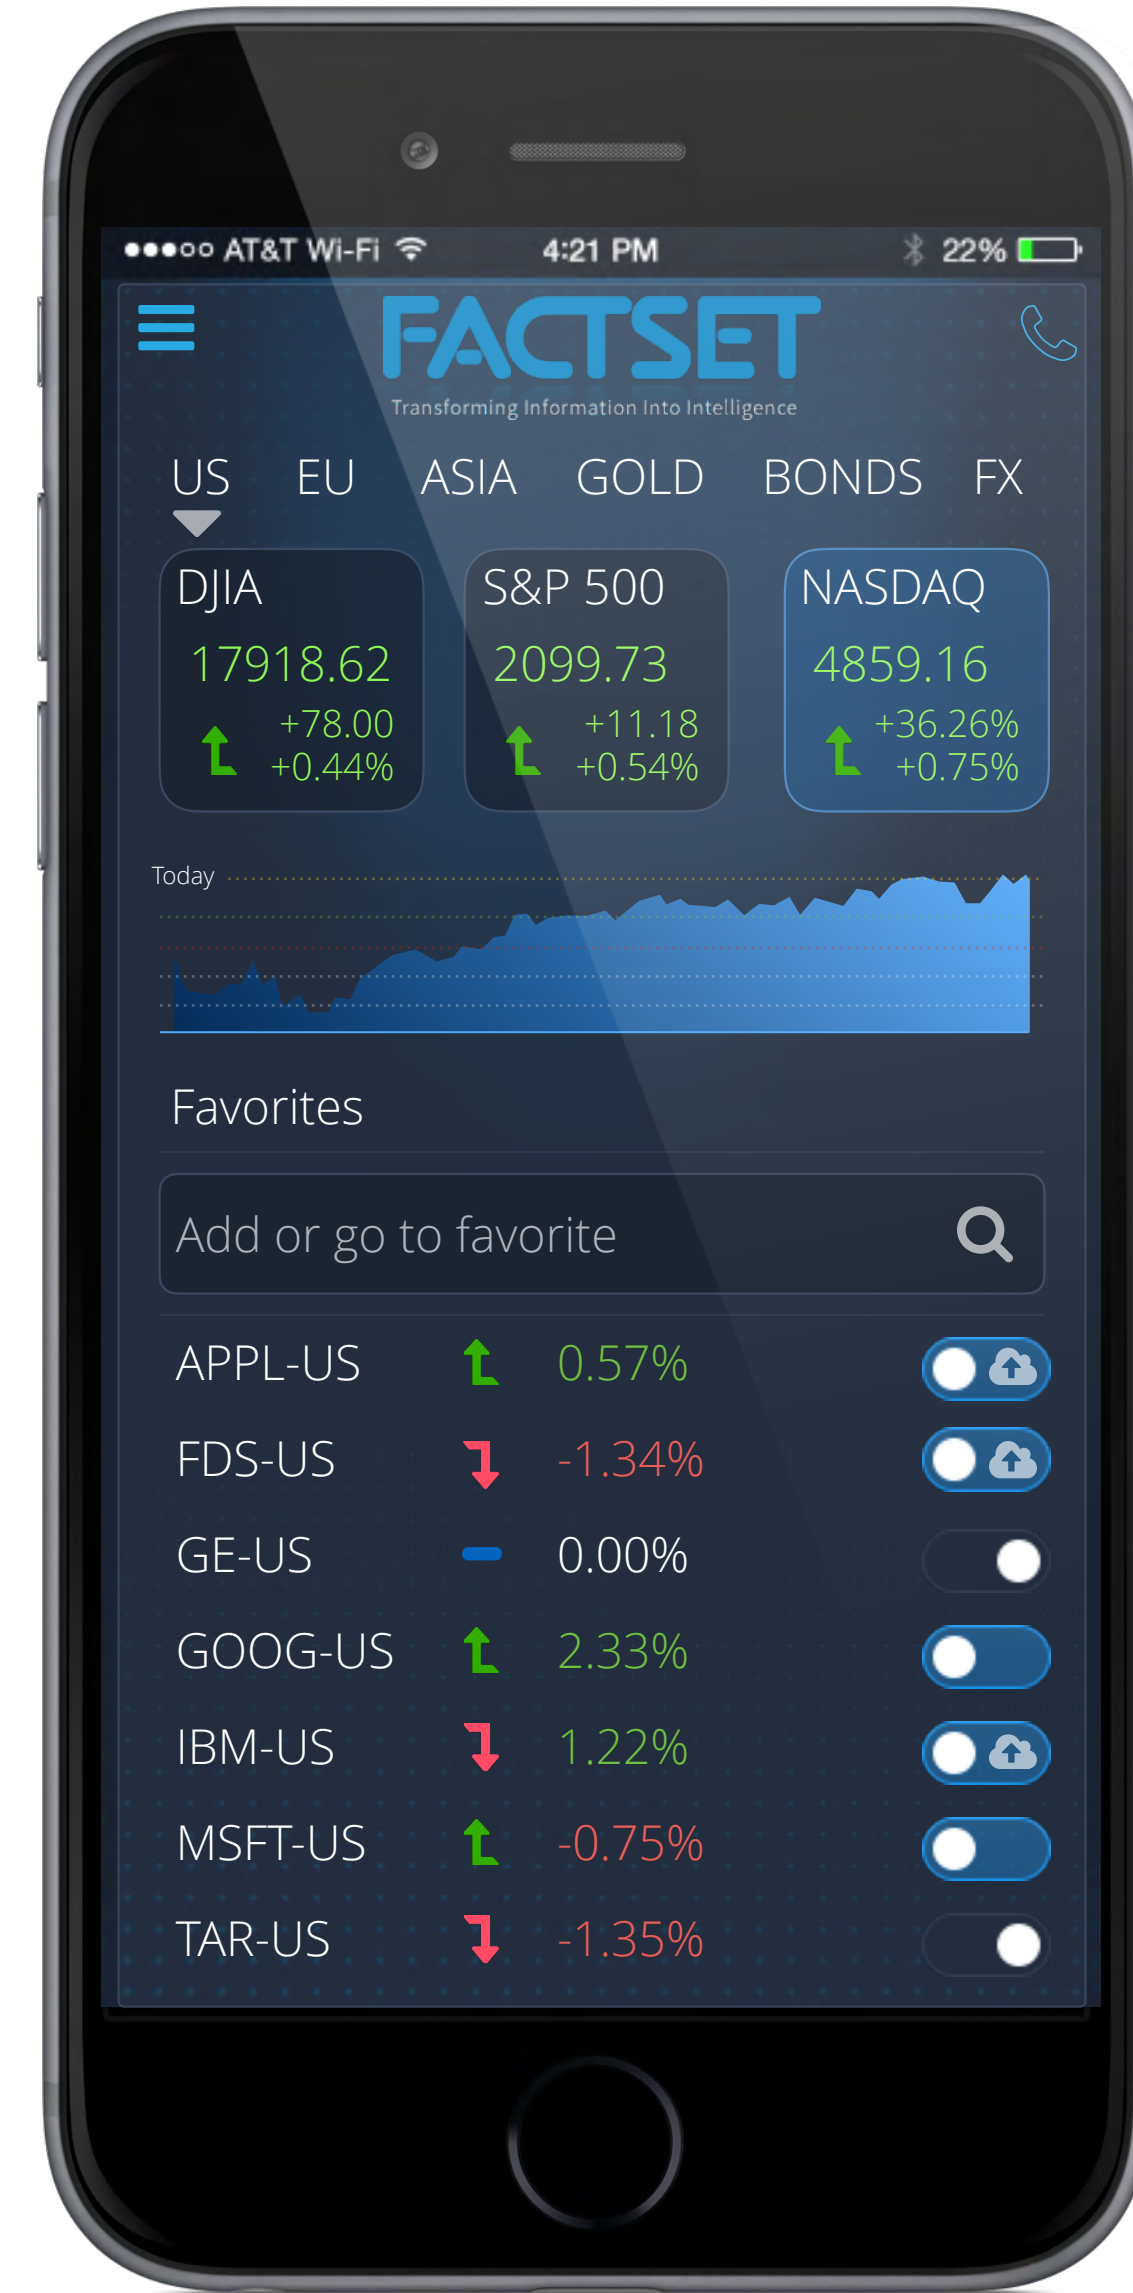 AT&T Wi-Fi 4:21 PM 22%
FACTSET
Transforming Information Into Intelligence
US EU ASIA GOLD BONDS FX
DJIA S&P 500 NASDAQ
17918.62 2099.73 4859.16
+78.00 +11.18 +36.26%
+0.44% +0.54% +0.75%
Today
Favorites
Add or go to favorite
APPL-US 0.57%
FDS-US -1.34%
GE-US 0.00%
GOOG-US 2.33%
IBM-US 1.22%
MSFT-US -0.75%
TAR-US -1.35%